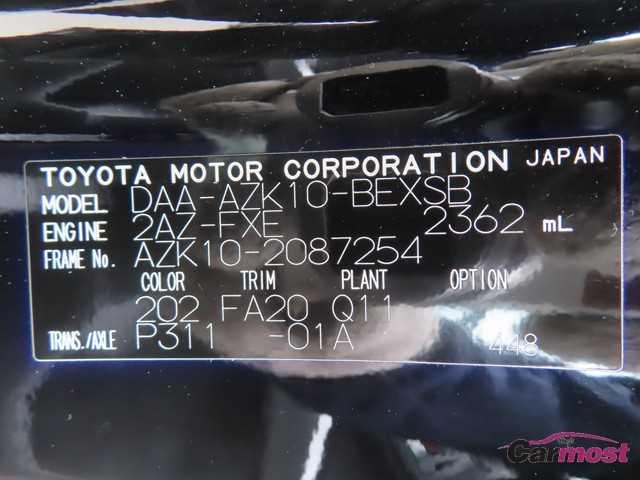 TOYOTA MOTOR CORPORATION JAPAN
MODEL DAA-AZK10-BEXSB
ENGINE 2AZ-FXE 2362 mL
FRAME No. AZK10-2087254
COLOR TRIM PLANT OPTION
202 FA20 Q11
TRANS./AXLE P311 -01A 448
Carmost